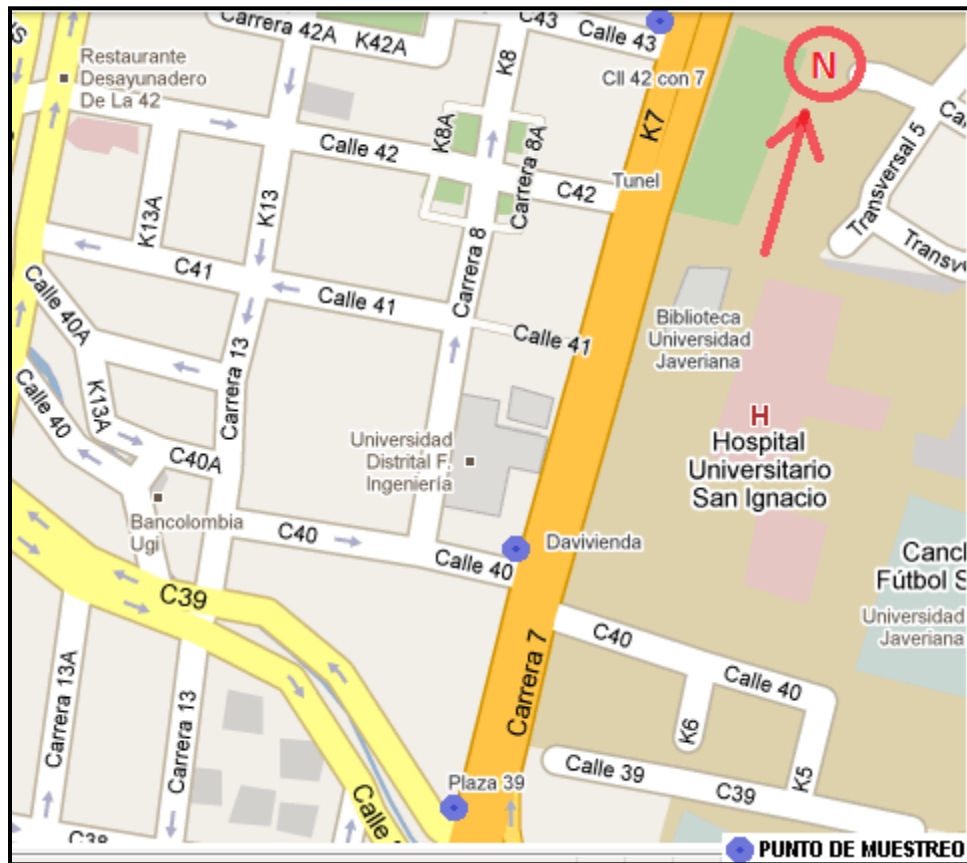 Carrera 42A
K42A
C43
Calle 43
Restaurante
Desayunadero
De La 42
K8
Cll 42 con 7
N
K7
Calle 42
K8A
Carrera 8A
C42
Tunel
Transversal 5
K13A
K13
C41
Calle 41
Carrera 8
Calle 41
Calle 40A
Biblioteca
Universidad
Javeriana
K13A
Carrera 13
Calle 40
C40A
Universidad
Distrital F.
Ingeniería
H
Hospital
Universitario
San Ignacio
Bancolombia
Ugi
C40
Calle 40
Davivienda
Cancl
Fútbol S
Universidad
Javeriana
C39
C40
Calle 40
Carrera 7
K6
K5
Carrera 13A
Carrera 13
Calle 39
C39
Plaza 39
Calle
C38
PUNTO DE MUESTREO